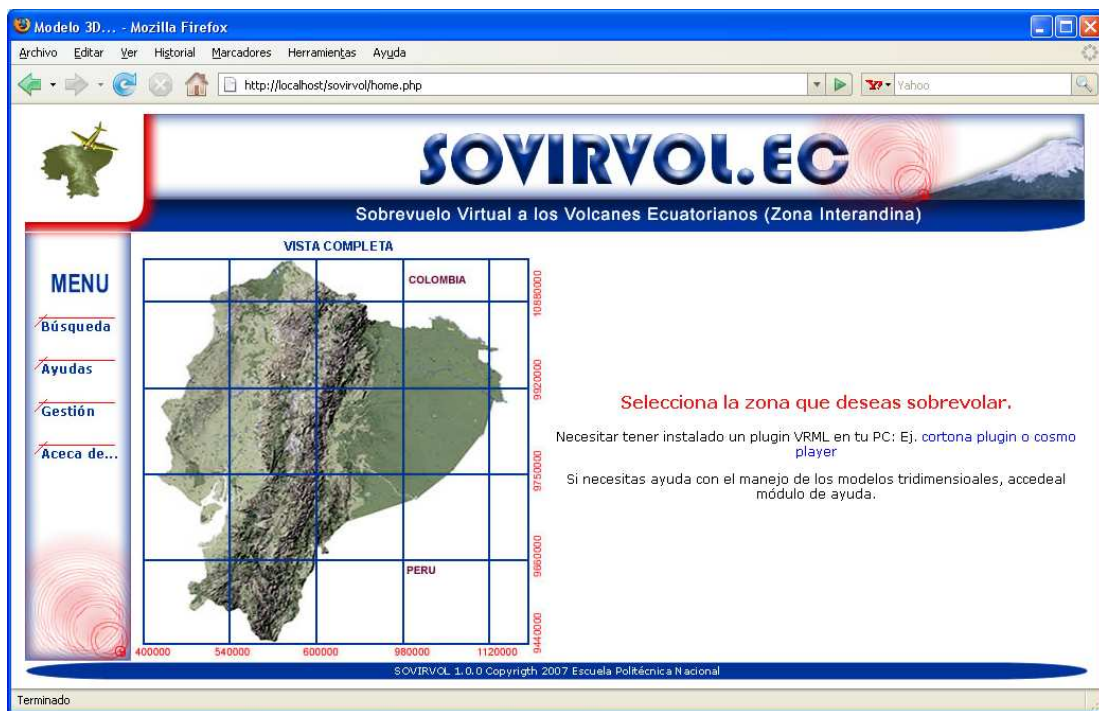 Modelo 3D... - Mozilla Firefox
Archivo Editar Ver Historial Marcadores Herramientas Ayuda
http://localhost/sovirvol/home.php
Yahoo
SOVIRVOL.EC
Sobrevuelo Virtual a los Volcanes Ecuatorianos (Zona Interandina)
MENU
Búsqueda
Ayudas
Gestión
Aceca de...
VISTA COMPLETA
COLOMBIA
PERU
10880000
9920000
9750000
9660000
9440000
400000 540000 600000 980000 1120000
Selecciona la zona que deseas sobrevolar.
Necesitar tener instalado un plugin VRML en tu PC: Ej. cortona plugin o cosmo
player
Si necesitas ayuda con el manejo de los modelos tridimensioales, accedeal
módulo de ayuda.
SOVIRVOL 1.0.0 Copyrigth 2007 Escuela Politécnica Nacional
Terminado